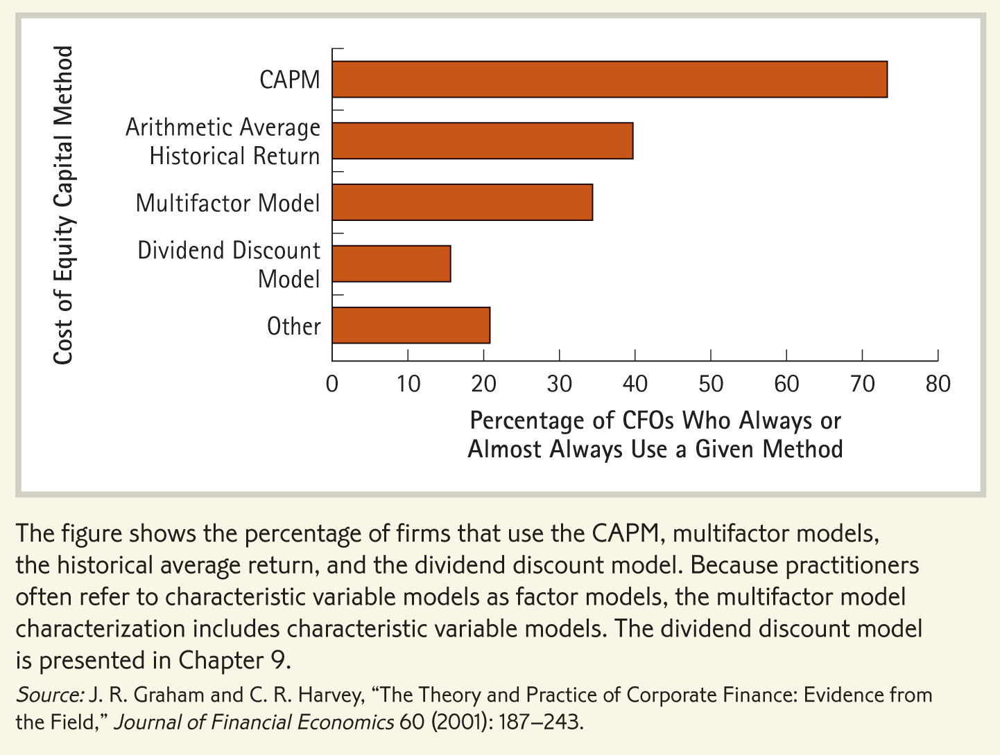 Cost of Equity Capital Method
CAPM
Arithmetic Average
Historical Return
Multifactor Model
Dividend Discount
Model
Other
0 10 20 30 40 50 60 70 80
Percentage of CFOs Who Always or
Almost Always Use a Given Method
The figure shows the percentage of firms that use the CAPM, multifactor models,
the historical average return, and the dividend discount model. Because practitioners
often refer to characteristic variable models as factor models, the multifactor model
characterization includes characteristic variable models. The dividend discount model
is presented in Chapter 9.
Source: J. R. Graham and C. R. Harvey, “The Theory and Practice of Corporate Finance: Evidence from
the Field,” Journal of Financial Economics 60 (2001): 187–243.